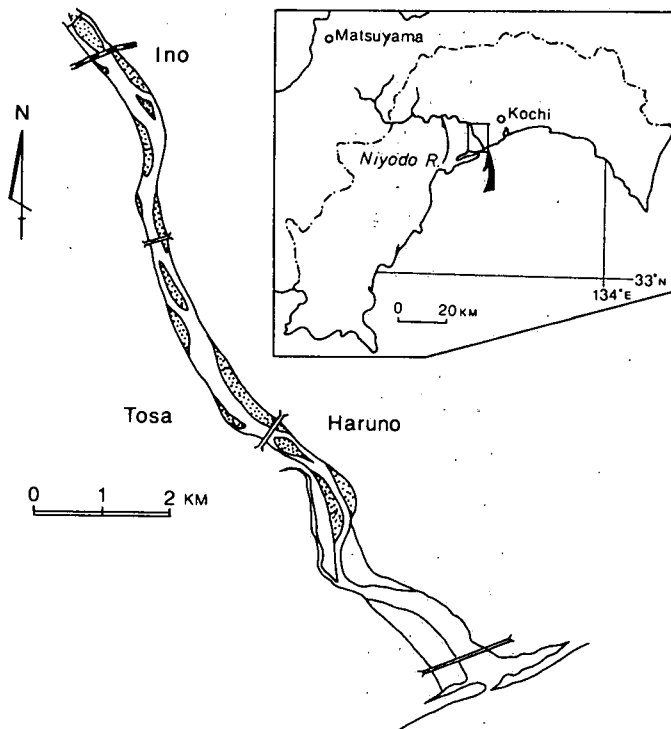 Ino
Matsuyama
Kochi
N
Niyodo R.
33°N
134°E
0 20 KM
Tosa
Haruno
0 1 2 KM